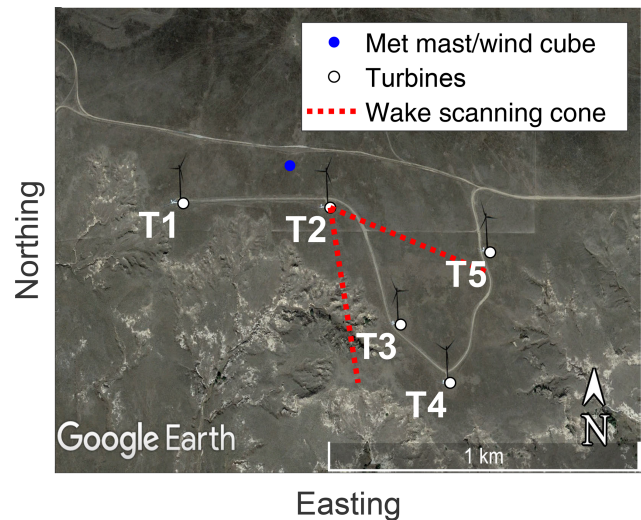 Met mast/wind cube
Turbines
Wake scanning cone
Northing
T1
T2
T5
T3
T4
N
Google Earth
1 km
Easting